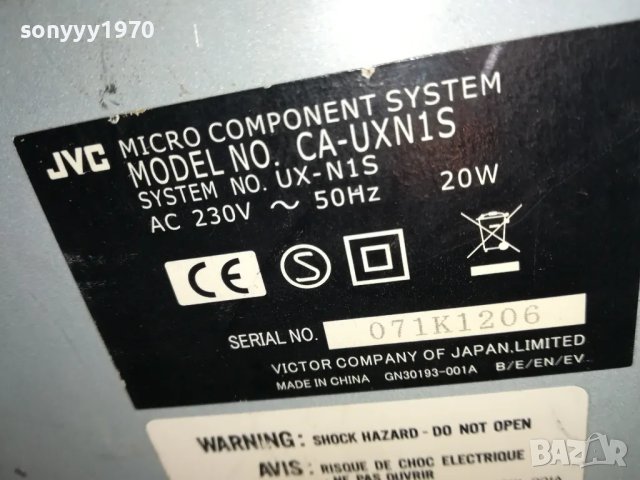 sonyyy1970
JVC
MICRO COMPONENT SYSTEM
MODEL NO. CA-UXN1S
SYSTEM NO. UX-N1S
AC 230V ~ 50Hz 20W
CE S
SERIAL NO. 071K1206
VICTOR COMPANY OF JAPAN,LIMITED
MADE IN CHINA GN30193-001A B/E/EN/EV
WARNING: SHOCK HAZARD - DO NOT OPEN
AVIS : RISQUE DE CHOC ELECTRIQUE
NE PAS OUVRIR
BAZAR